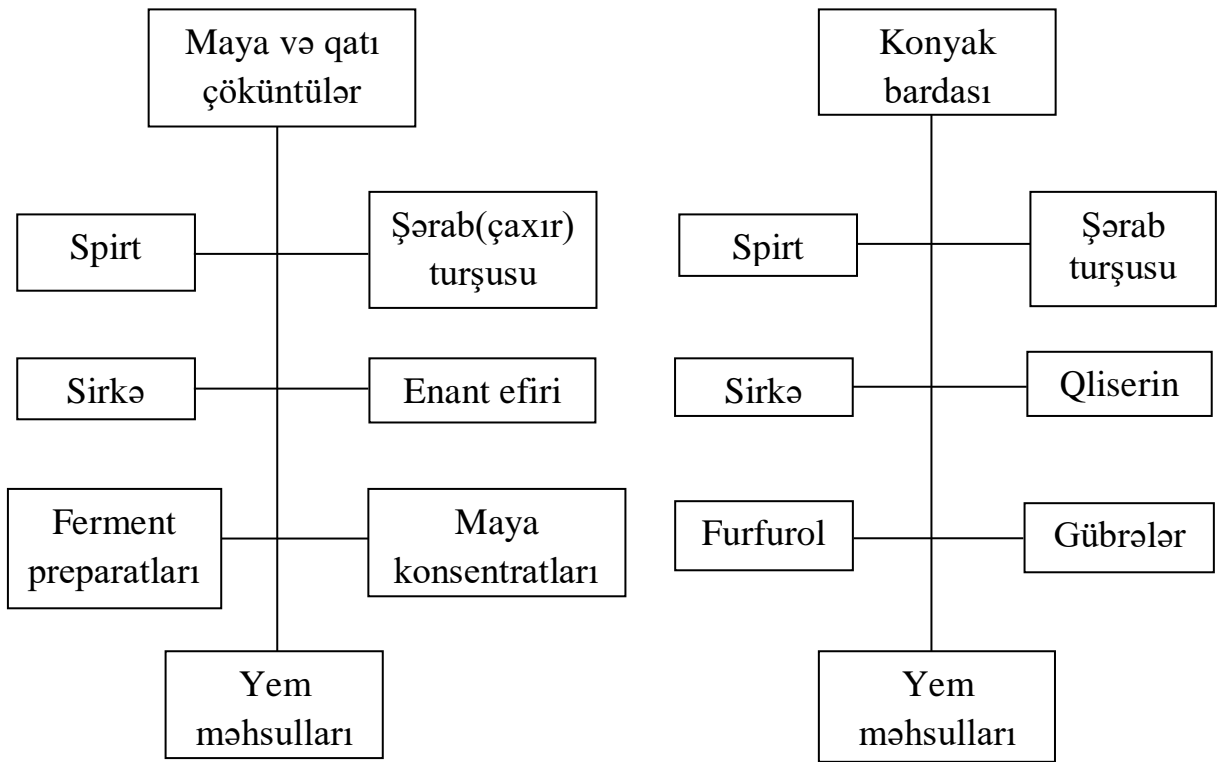 Maya və qatı
çöküntülər
Spirt
Şərab(çaxır)
turşusu
Sirkə
Enant efiri
Ferment
preparatları
Maya
konsentratları
Yem
məhsulları
Konyak
bardası
Spirt
Şərab
turşusu
Sirkə
Qliserin
Furfurol
Gübrələr
Yem
məhsulları